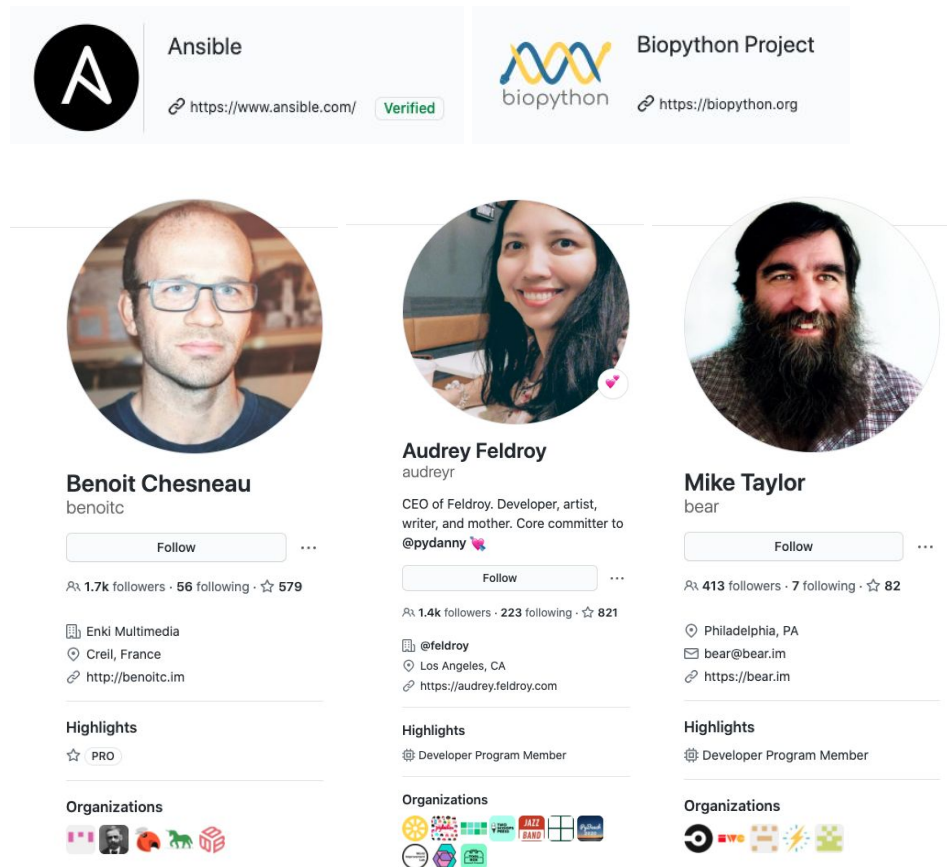 Ansible
https://www.ansible.com/ Verified
biopython
Biopython Project
https://biopython.org
Benoit Chesneau
benoitc
Follow
1.7k followers · 56 following · 579
Enki Multimedia
Creil, France
http://benoitc.im
Highlights
PRO
Organizations
Audrey Feldroy
audreyr
CEO of Feldroy. Developer, artist,
writer, and mother. Core committer to
@pydanny
Follow
1.4k followers · 223 following · 821
@feldroy
Los Angeles, CA
https://audrey.feldroy.com
Highlights
Developer Program Member
Organizations
JAZZ
BAND
Mike Taylor
bear
Follow
413 followers · 7 following · 82
Philadelphia, PA
bear@bear.im
https://bear.im
Highlights
Developer Program Member
Organizations